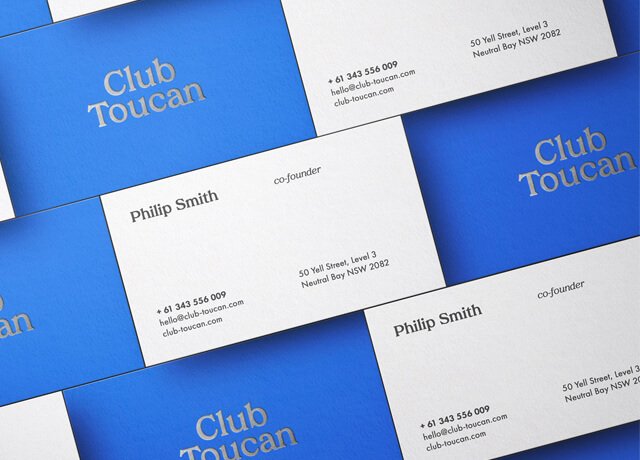 Club
Toucan
+ 61 343 556 009
hello@club-toucan.com
club-toucan.com
50 Yell Street, Level 3
Neutral Bay NSW 2082
Club
Toucan
Philip Smith
co-founder
+ 61 343 556 009
hello@club-toucan.com
club-toucan.com
50 Yell Street, Level 3
Neutral Bay NSW 2082
an
Philip Smith
co-founder
+ 61 343 556 009
hello@club-toucan.com
club-toucan.com
50 Yell Street, Level 3
Neutral Bay NSW 208
Club
Toucan